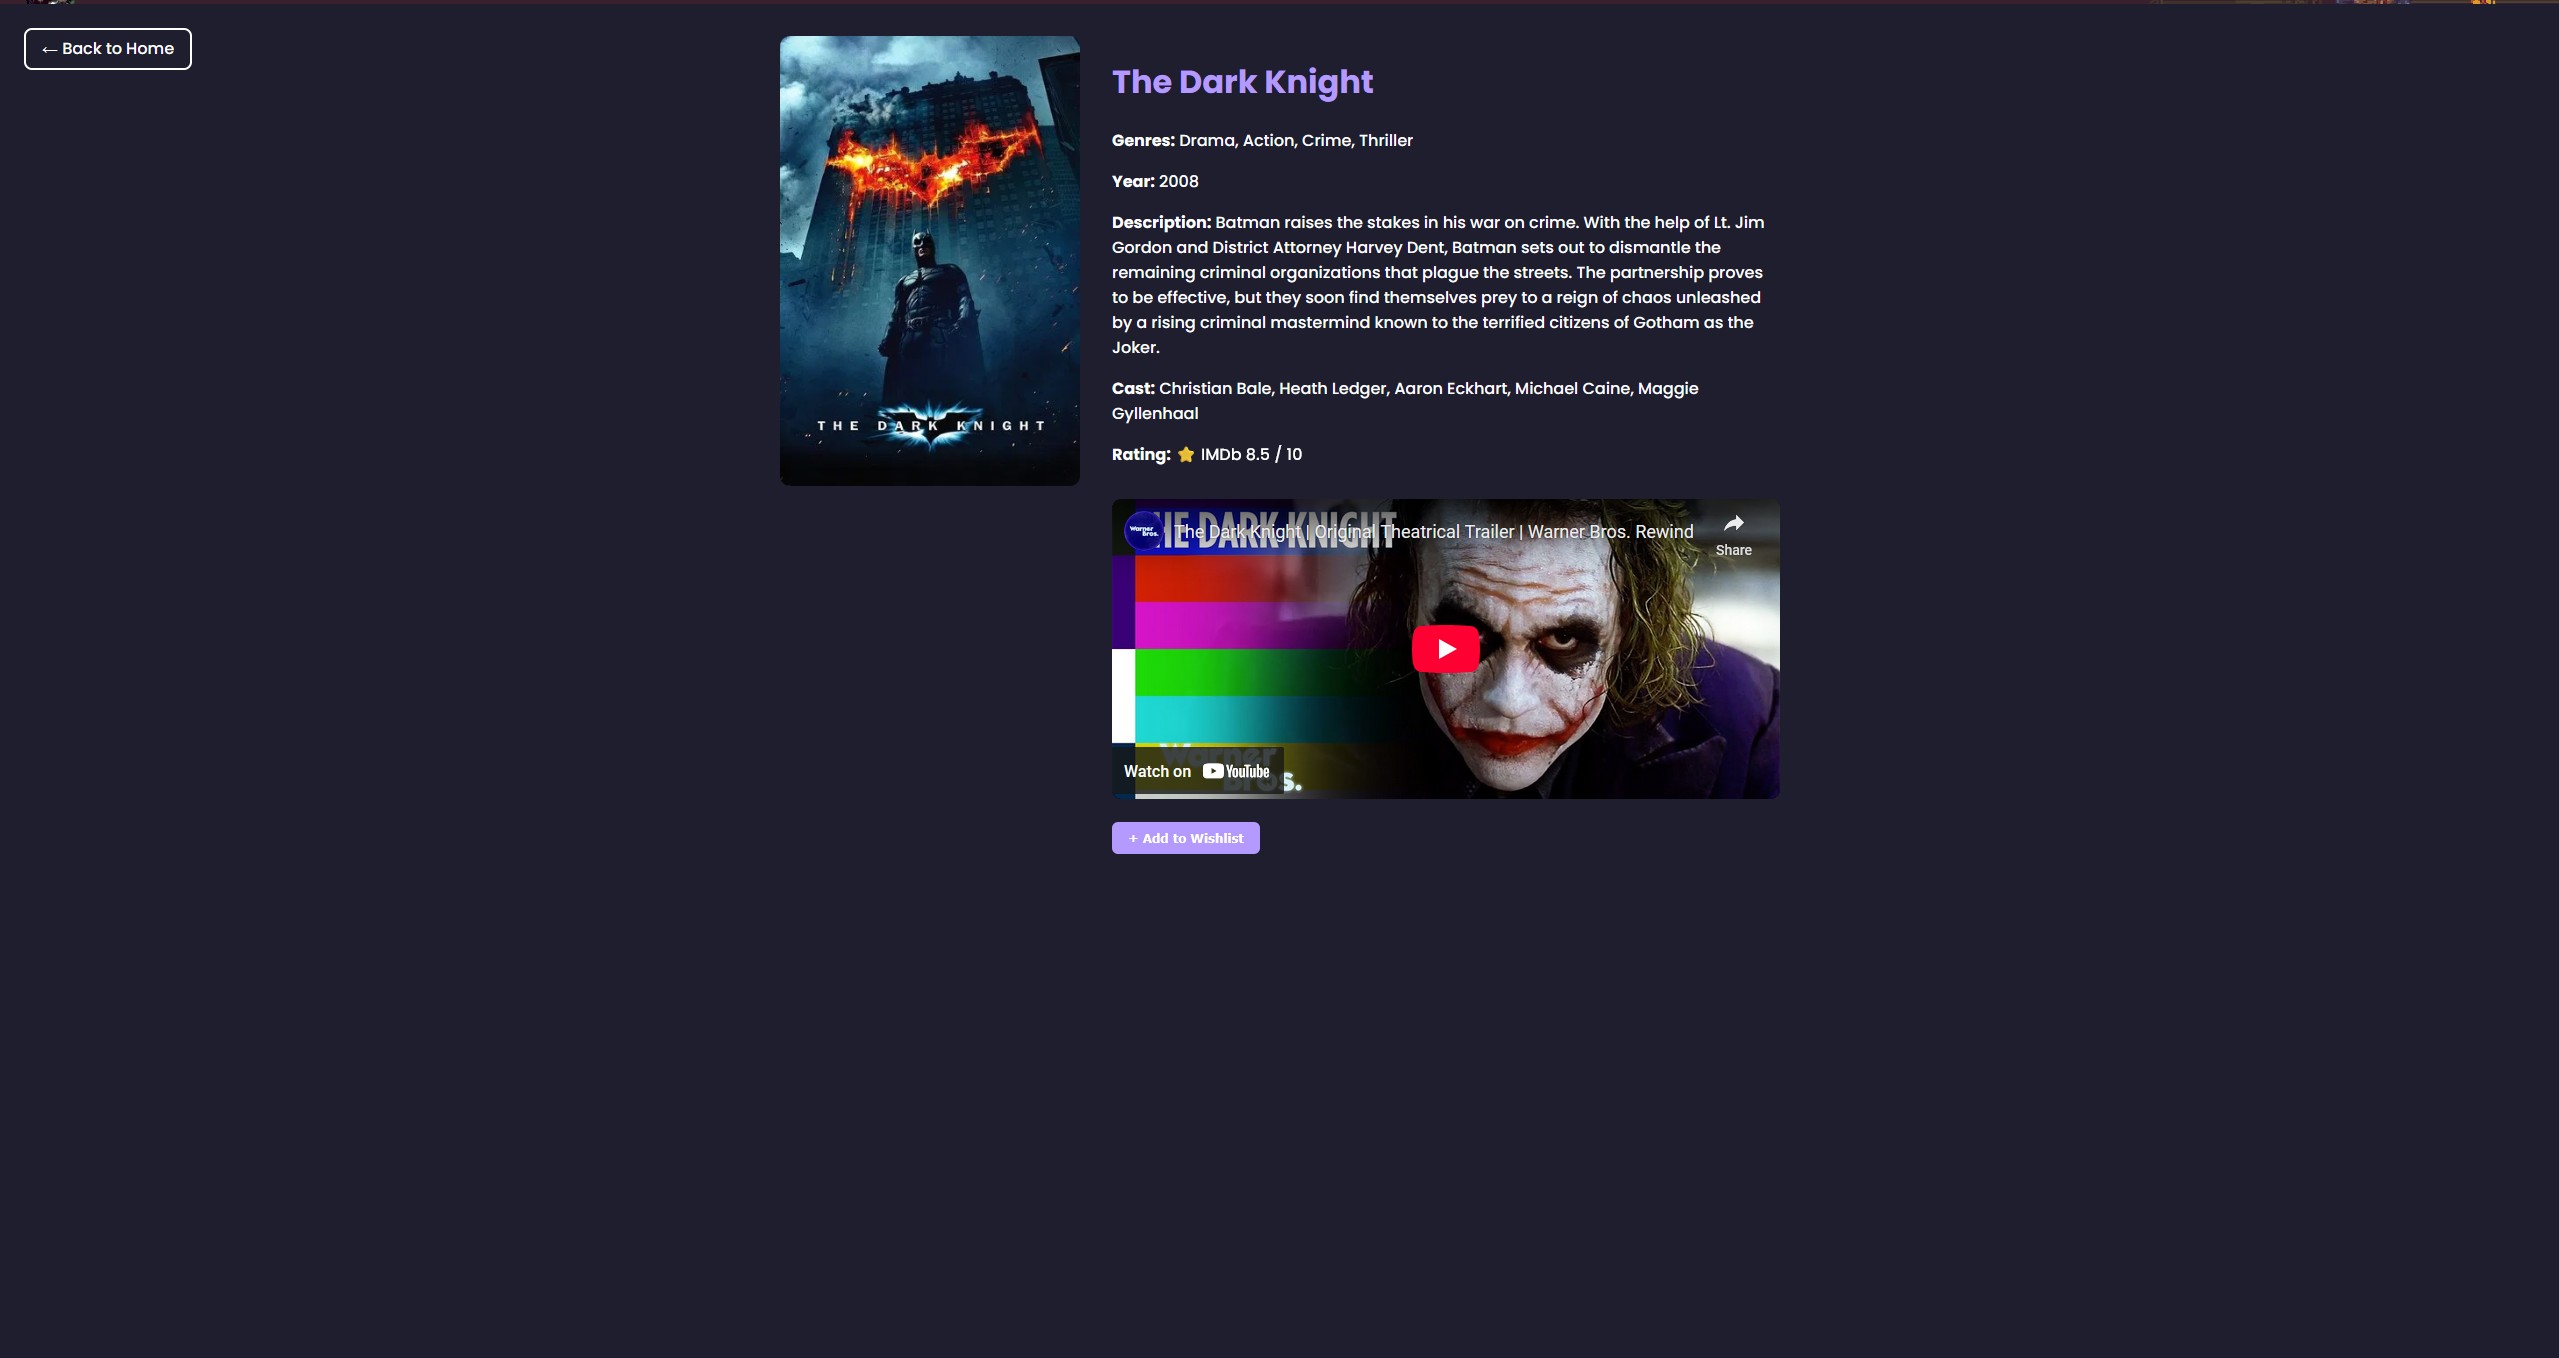 ← Back to Home
THE DARK KNIGHT
The Dark Knight
Genres: Drama, Action, Crime, Thriller
Year: 2008
Description: Batman raises the stakes in his war on crime. With the help of Lt. Jim
Gordon and District Attorney Harvey Dent, Batman sets out to dismantle the
remaining criminal organizations that plague the streets. The partnership proves
to be effective, but they soon find themselves prey to a reign of chaos unleashed
by a rising criminal mastermind known to the terrified citizens of Gotham as the
Joker.
Cast: Christian Bale, Heath Ledger, Aaron Eckhart, Michael Caine, Maggie
Gyllenhaal
Rating: ⭐ IMDb 8.5 / 10
HE DARK KNIGHT
Warner Bros.
The Dark Knight | Original Theatrical Trailer | Warner Bros. Rewind
Share
Warner
Bros.
Watch on YouTube
+ Add to Wishlist